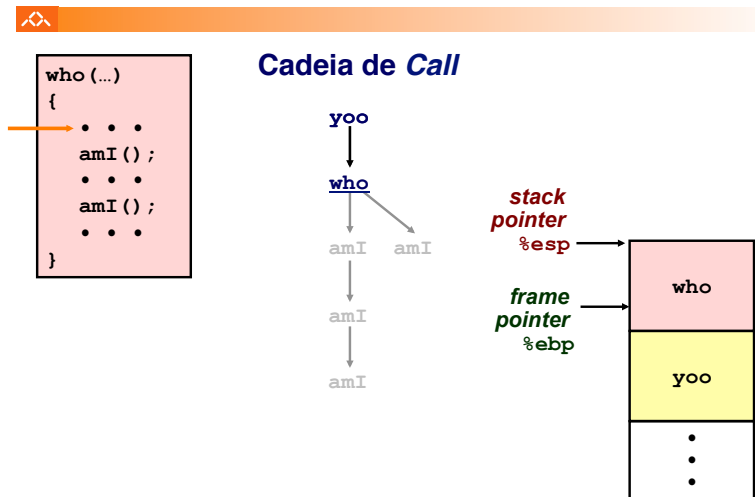 Cadeia de Call
who(…)
{
• • •
amI();
• • •
amI();
• • •
}
yoo
who
amI amI
amI
amI
stack
pointer
%esp
frame
pointer
%ebp
who
yoo
•
•
•